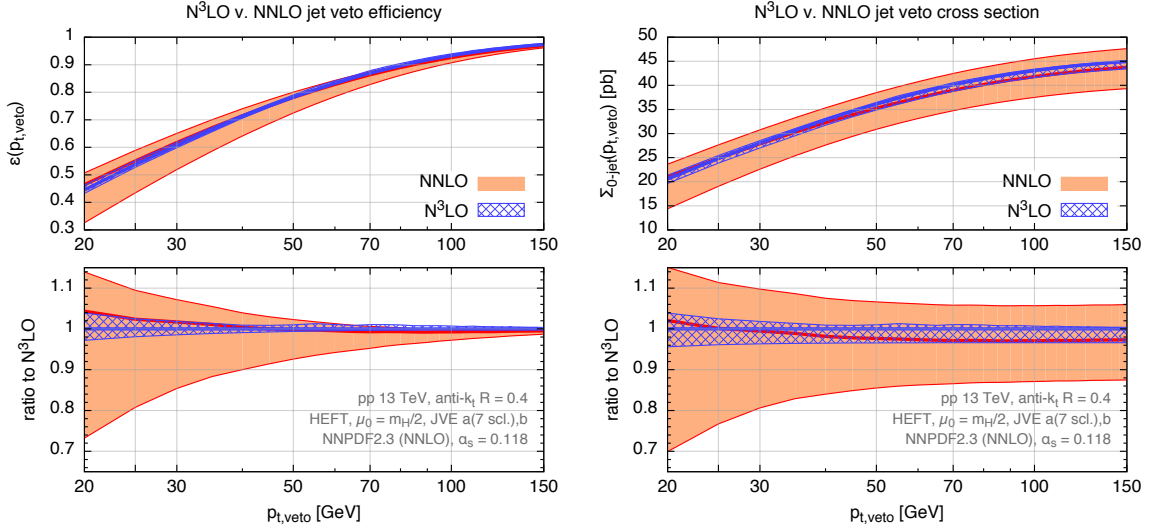 N³LO v. NNLO jet veto efficiency
1
0.9
0.8
0.7
0.6
0.5
0.4
0.3
ε(p_t,veto)
NNLO
N³LO
20 30 50 70 100 150
1.1
1
0.9
0.8
0.7
ratio to N³LO
pp 13 TeV, anti-k_t R = 0.4
HEFT, μ₀ = m_H/2, JVE a(7 scl.),b
NNPDF2.3 (NNLO), α_s = 0.118
20 30 50 70 100 150
p_t,veto [GeV]
N³LO v. NNLO jet veto cross section
50
45
40
35
30
25
20
15
10
Σ_0-jet(p_t,veto) [pb]
NNLO
N³LO
20 30 50 70 100 150
1.1
1
0.9
0.8
0.7
ratio to N³LO
pp 13 TeV, anti-k_t R = 0.4
HEFT, μ₀ = m_H/2, JVE a(7 scl.),b
NNPDF2.3 (NNLO), α_s = 0.118
20 30 50 70 100 150
p_t,veto [GeV]